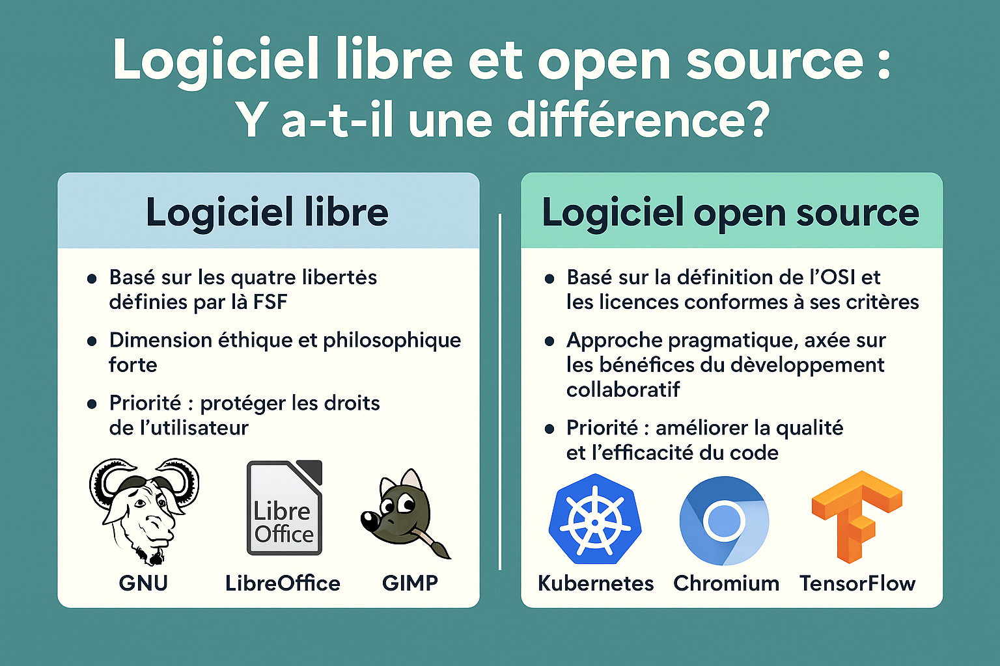 Logiciel libre et open source :
Y a-t-il une différence?
Logiciel libre
• Basé sur les quatre libertés
définies par là FSF
• Dimension éthique et philosophique
forte
• Priorité : protéger les droits
de l'utilisateur
Libre
Office
GNU
LibreOffice
GIMP
Logiciel open source
• Basé sur la définition de l'OSI et
les licences conformes à ses critères
• Approche pragmatique, axée sur
les bénéfices du dèveloppement
collaboratif
• Priorité : améliorer la qualité
et l'efficacité du code
Kubernetes
Chromium
TensorFlow